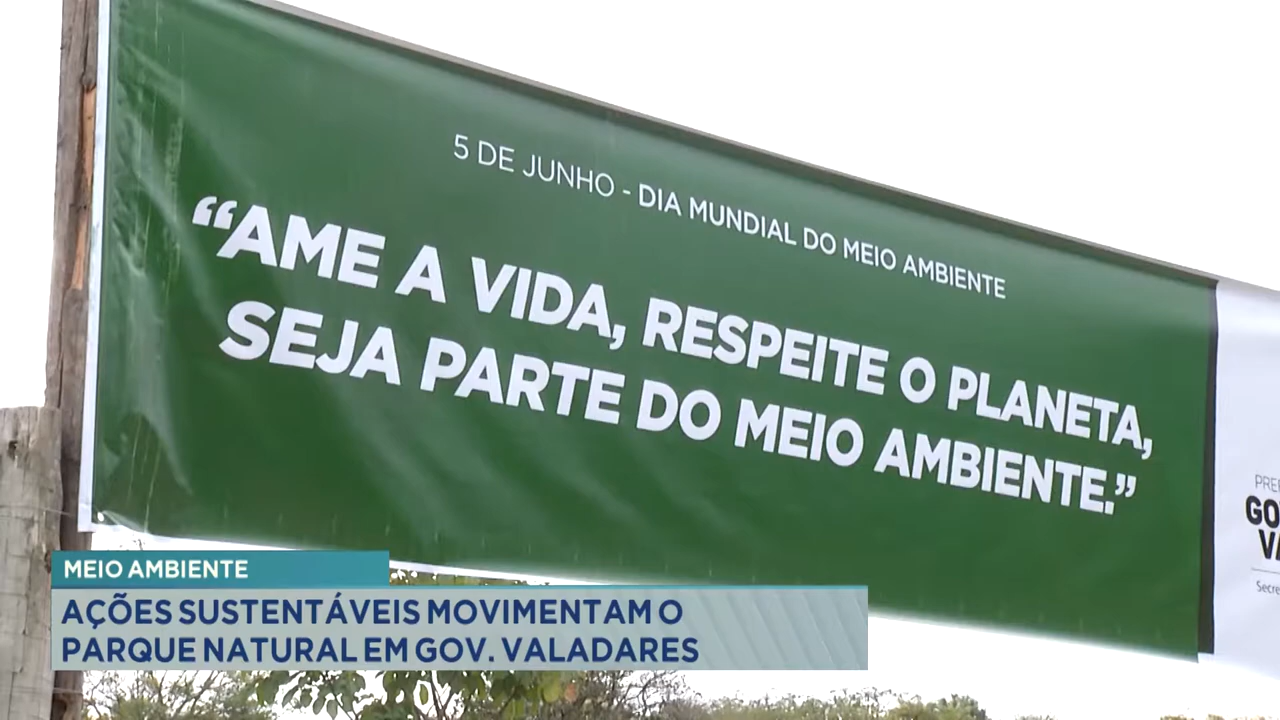 5 DE JUNHO - DIA MUNDIAL DO MEIO AMBIENTE
“AME A VIDA, RESPEITE O PLANETA,
SEJA PARTE DO MEIO AMBIENTE.”
MEIO AMBIENTE
AÇÕES SUSTENTÁVEIS MOVIMENTAM O
PARQUE NATURAL EM GOV. VALADARES